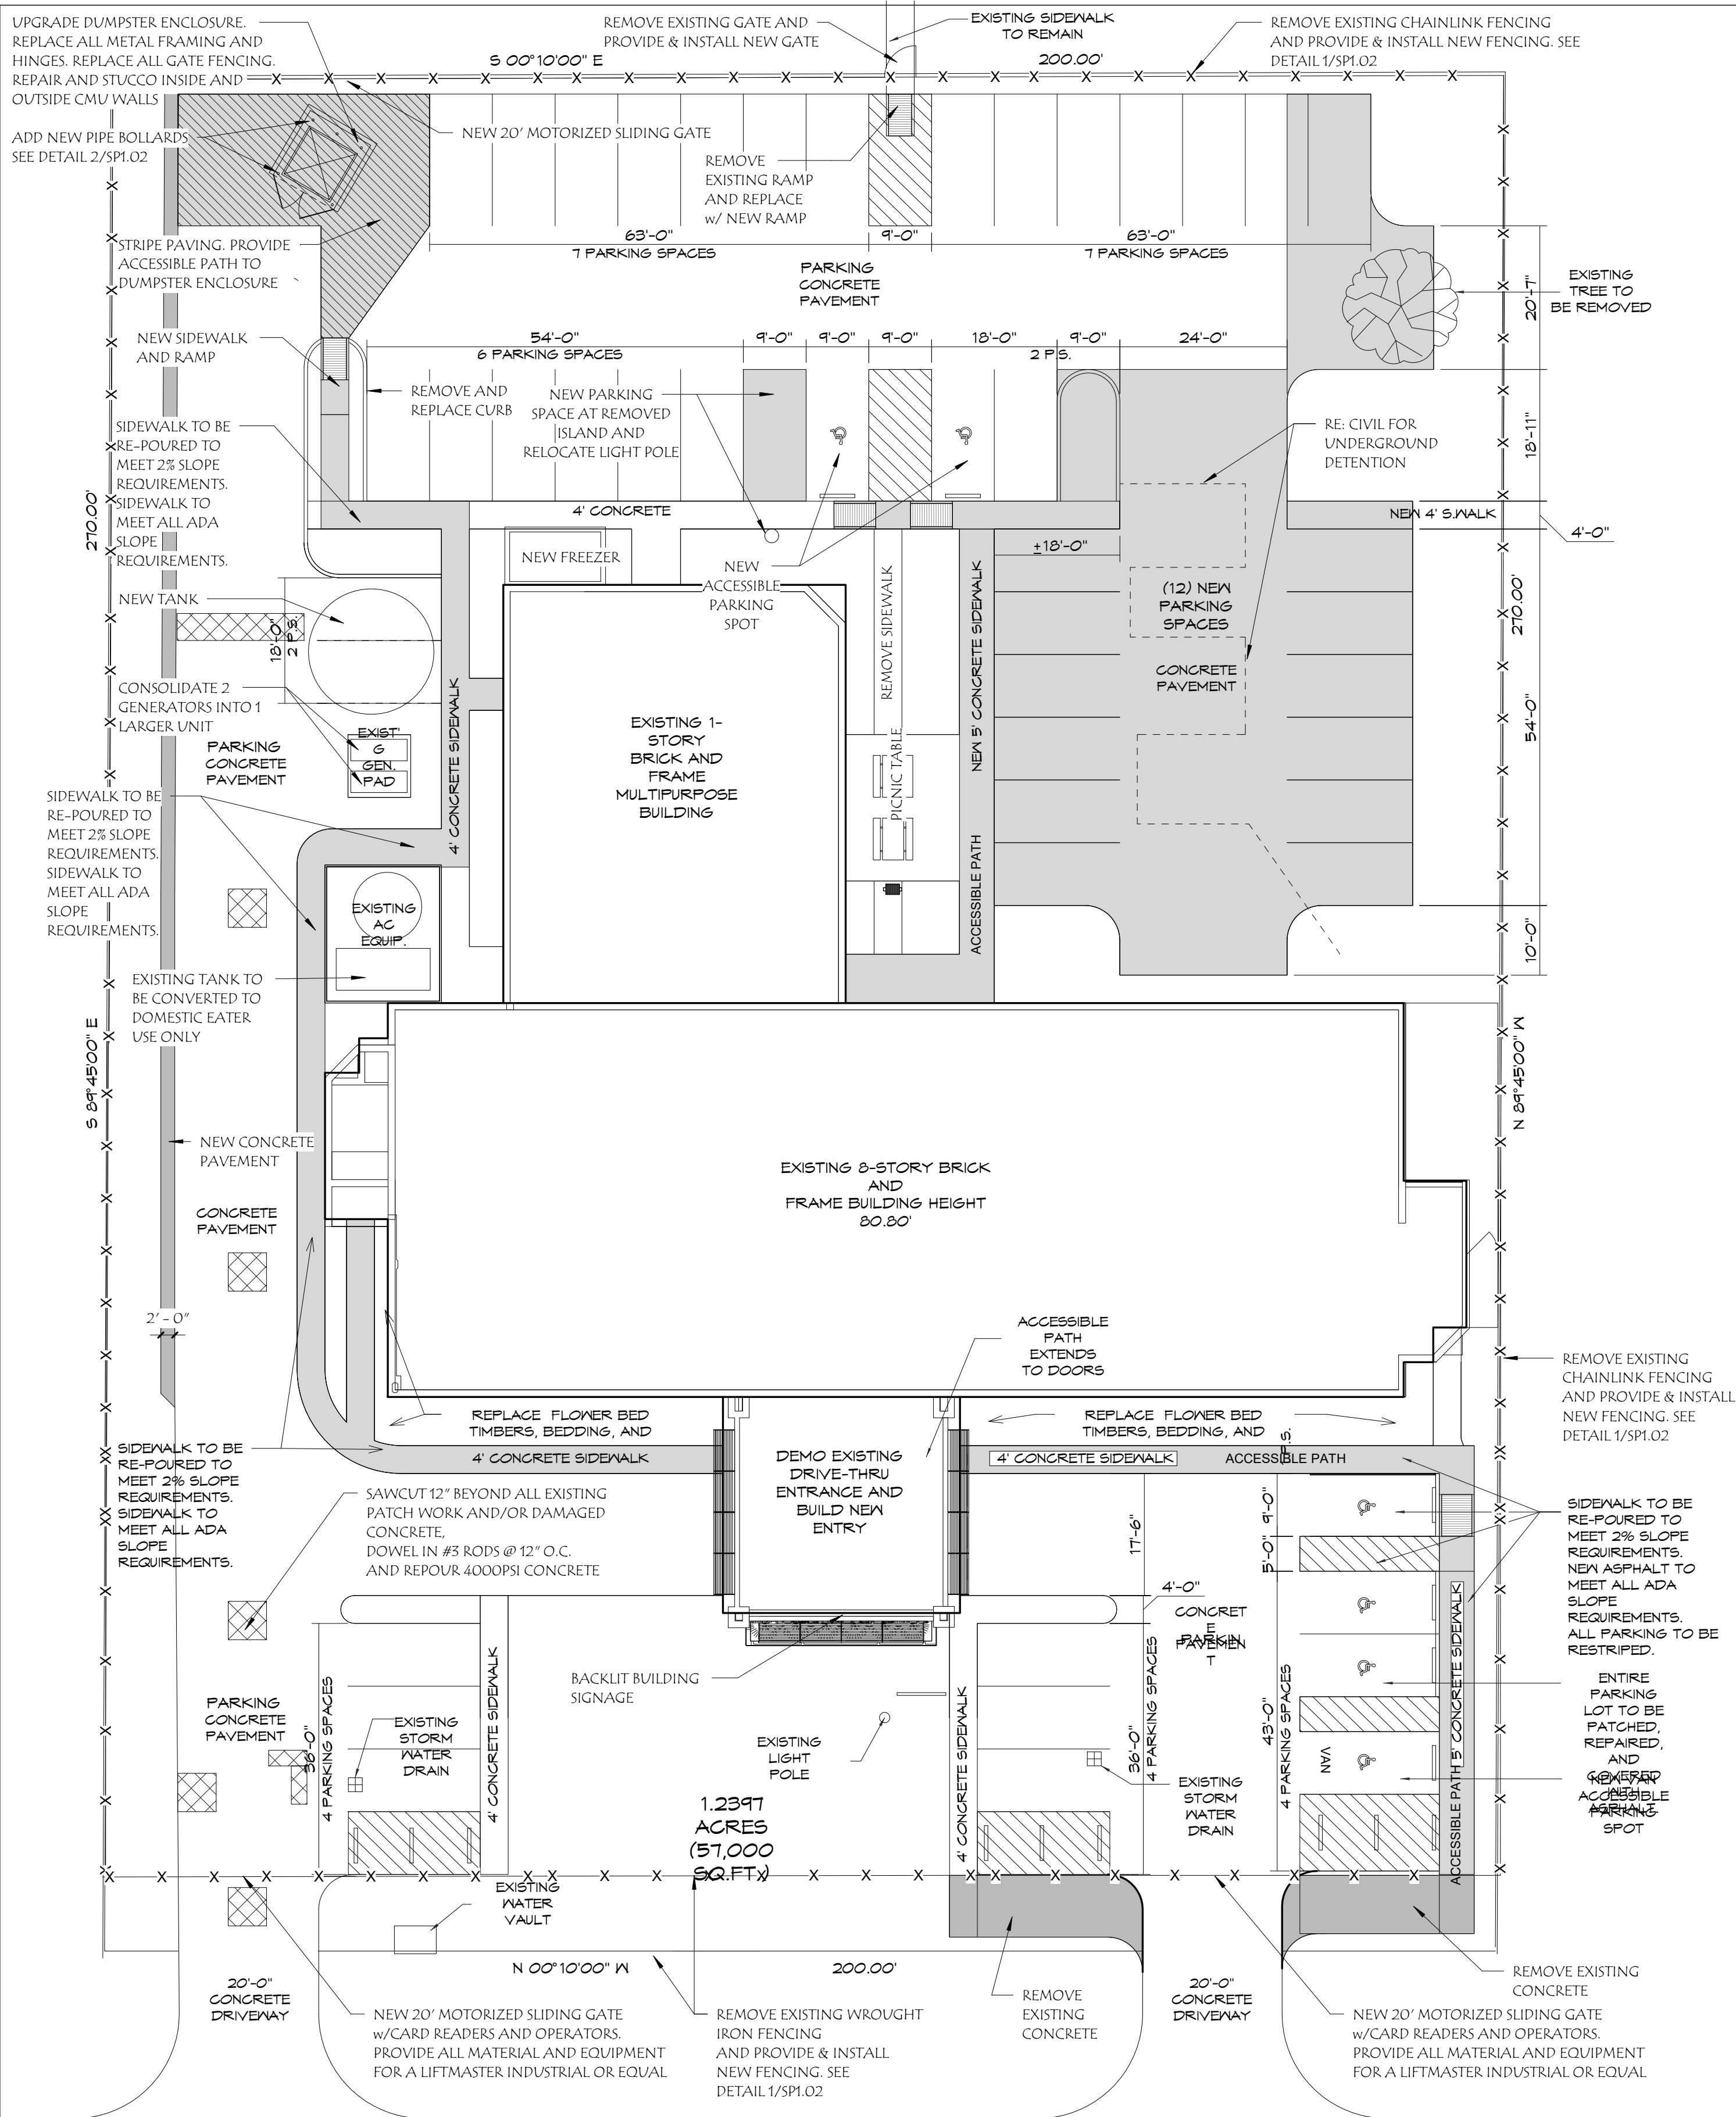 UPGRADE DUMPSTER ENCLOSURE.
REPLACE ALL METAL FRAMING AND
HINGES. REPLACE ALL GATE FENCING.
REPAIR AND STUCCO INSIDE AND
OUTSIDE CMU WALLS
REMOVE EXISTING GATE AND
PROVIDE & INSTALL NEW GATE
EXISTING SIDEWALK
TO REMAIN
REMOVE EXISTING CHAINLINK FENCING
AND PROVIDE & INSTALL NEW FENCING. SEE
DETAIL 1/SP1.02
S 00°10'00" E
200.00'
ADD NEW PIPE BOLLARDS
SEE DETAIL 2/SP1.02
NEW 20' MOTORIZED SLIDING GATE
REMOVE
EXISTING RAMP
AND REPLACE
w/ NEW RAMP
STRIPE PAVING. PROVIDE
ACCESSIBLE PATH TO
DUMPSTER ENCLOSURE
63'-0"
7 PARKING SPACES
9'-0"
63'-0"
7 PARKING SPACES
PARKING
CONCRETE
PAVEMENT
EXISTING
TREE TO
BE REMOVED
20'-7"
NEW SIDEWALK
AND RAMP
54'-0"
6 PARKING SPACES
9'-0"
9'-0"
9'-0"
18'-0"
2 P.S.
9'-0"
24'-0"
REMOVE AND
REPLACE CURB
NEW PARKING
SPACE AT REMOVED
ISLAND AND
RELOCATE LIGHT POLE
RE: CIVIL FOR
UNDERGROUND
DETENTION
18'-11"
SIDEWALK TO BE
RE-POURED TO
MEET 2% SLOPE
REQUIREMENTS.
SIDEWALK TO
MEET ALL ADA
SLOPE
REQUIREMENTS.
270.00'
4' CONCRETE
NEW 4' S.WALK
4'-0"
NEW FREEZER
NEW
ACCESSIBLE
PARKING
SPOT
±18'-0"
REMOVE SIDEWALK
NEW 5' CONCRETE SIDEWALK
(12) NEW
PARKING
SPACES
CONCRETE
PAVEMENT
270.00'
NEW TANK
18'-0"
2 P.S.
CONSOLIDATE 2
GENERATORS INTO 1
LARGER UNIT
PARKING
CONCRETE
PAVEMENT
EXIST'
G
GEN.
PAD
4' CONCRETE SIDEWALK
EXISTING 1-
STORY
BRICK AND
FRAME
MULTIPURPOSE
BUILDING
PICNIC TABLE
54'-0"
SIDEWALK TO BE
RE-POURED TO
MEET 2% SLOPE
REQUIREMENTS.
SIDEWALK TO
MEET ALL ADA
SLOPE
REQUIREMENTS.
ACCESSIBLE PATH
EXISTING
AC
EQUIP.
10'-0"
EXISTING TANK TO
BE CONVERTED TO
DOMESTIC EATER
USE ONLY
S 89°45'00" E
N 89°45'00" W
NEW CONCRETE
PAVEMENT
CONCRETE
PAVEMENT
EXISTING 8-STORY BRICK
AND
FRAME BUILDING HEIGHT
80.80'
2'-0"
ACCESSIBLE
PATH
EXTENDS
TO DOORS
REMOVE EXISTING
CHAINLINK FENCING
AND PROVIDE & INSTALL
NEW FENCING. SEE
DETAIL 1/SP1.02
REPLACE FLOWER BED
TIMBERS, BEDDING, AND
REPLACE FLOWER BED
TIMBERS, BEDDING, AND
P.S.
4' CONCRETE SIDEWALK
4' CONCRETE SIDEWALK
ACCESSIBLE PATH
SIDEWALK TO BE
RE-POURED TO
MEET 2% SLOPE
REQUIREMENTS.
SIDEWALK TO
MEET ALL ADA
SLOPE
REQUIREMENTS.
DEMO EXISTING
DRIVE-THRU
ENTRANCE AND
BUILD NEW
ENTRY
SAWCUT 12" BEYOND ALL EXISTING
PATCH WORK AND/OR DAMAGED
CONCRETE,
DOWEL IN #3 RODS @ 12" O.C.
AND REPOUR 4000PSI CONCRETE
17'-6"
9'-0"
5'-0"
SIDEWALK TO BE
RE-POURED TO
MEET 2% SLOPE
REQUIREMENTS.
NEW ASPHALT TO
MEET ALL ADA
SLOPE
REQUIREMENTS.
ALL PARKING TO BE
RESTRIPED.
4'-0"
CONCRET
E
PARKIN
PAVEMEN
T
BACKLIT BUILDING
SIGNAGE
ENTIRE
PARKING
LOT TO BE
PATCHED,
REPAIRED,
AND
COVERED
WITH
ASPHALT.
NEW VAN
ACCESSIBLE
PARKING
SPOT
PARKING
CONCRETE
PAVEMENT
36'-0"
4 PARKING SPACES
EXISTING
STORM
WATER
DRAIN
4' CONCRETE SIDEWALK
EXISTING
LIGHT
POLE
4' CONCRETE SIDEWALK
36'-0"
4 PARKING SPACES
EXISTING
STORM
WATER
DRAIN
43'-0"
4 PARKING SPACES
VAN
ACCESSIBLE PATH 5' CONCRETE SIDEWALK
1.2397
ACRES
(57,000
SQ.FT.)
EXISTING
WATER
VAULT
N 00°10'00" W
200.00'
20'-0"
CONCRETE
DRIVEWAY
NEW 20' MOTORIZED SLIDING GATE
w/CARD READERS AND OPERATORS.
PROVIDE ALL MATERIAL AND EQUIPMENT
FOR A LIFTMASTER INDUSTRIAL OR EQUAL
REMOVE EXISTING WROUGHT
IRON FENCING
AND PROVIDE & INSTALL
NEW FENCING. SEE
DETAIL 1/SP1.02
REMOVE
EXISTING
CONCRETE
20'-0"
CONCRETE
DRIVEWAY
REMOVE EXISTING
CONCRETE
NEW 20' MOTORIZED SLIDING GATE
w/CARD READERS AND OPERATORS.
PROVIDE ALL MATERIAL AND EQUIPMENT
FOR A LIFTMASTER INDUSTRIAL OR EQUAL